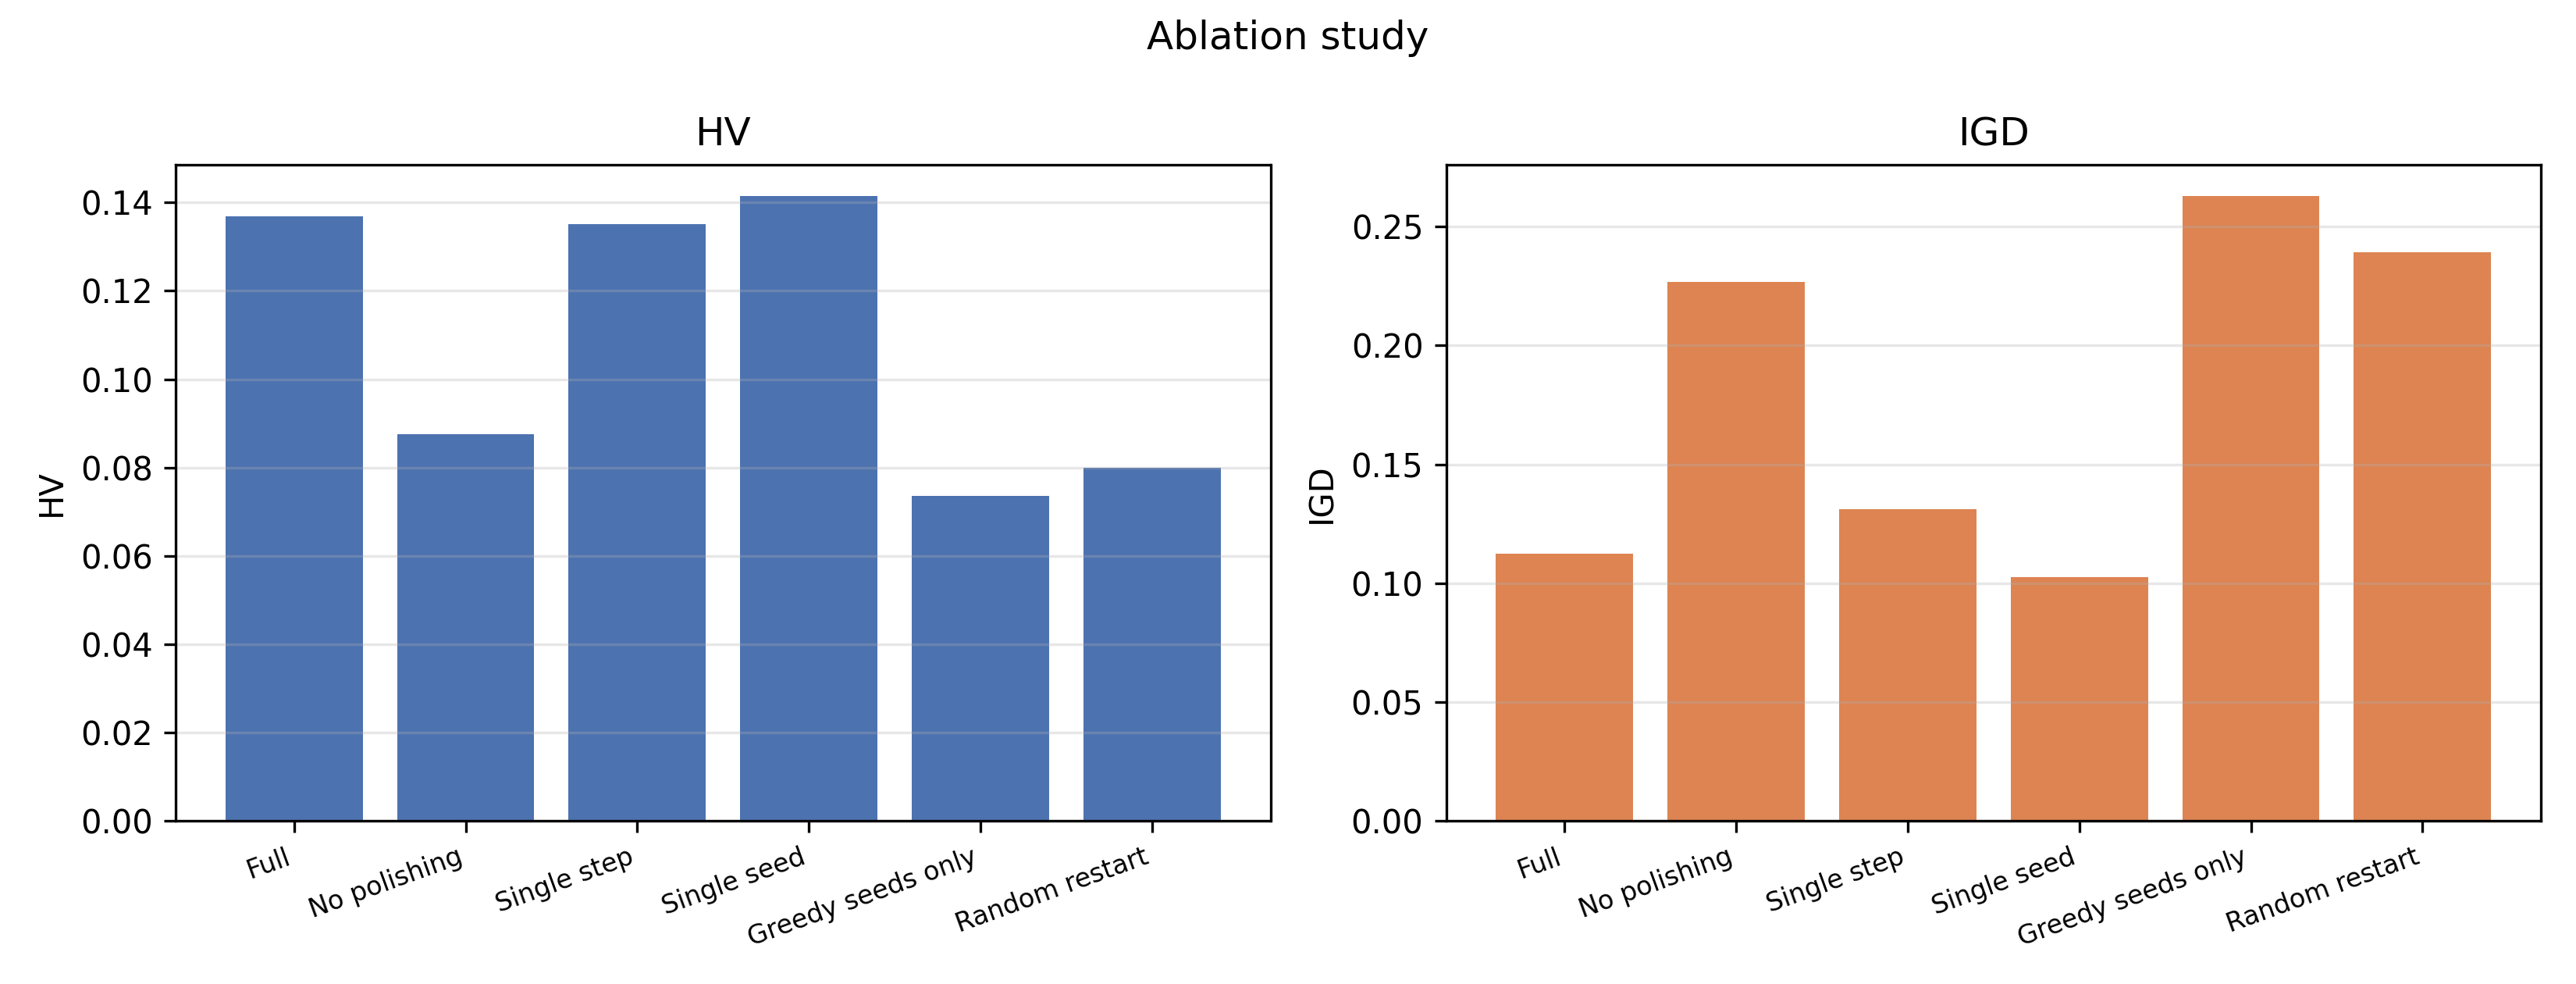 Ablation study
HV
HV
0.14
0.12
0.10
0.08
0.06
0.04
0.02
0.00
Full
No polishing
Single step
Single seed
Greedy seeds only
Random restart
IGD
IGD
0.25
0.20
0.15
0.10
0.05
0.00
Full
No polishing
Single step
Single seed
Greedy seeds only
Random restart